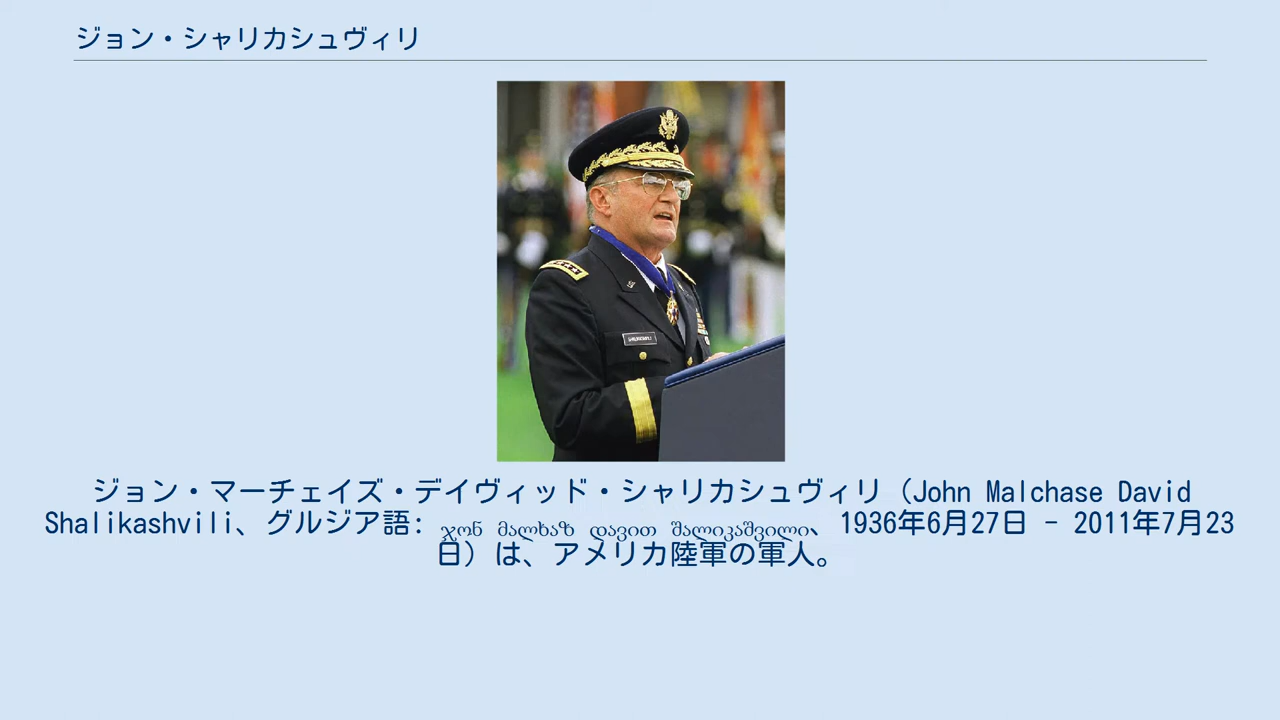 ジョン・シャリカシュヴィリ
ジョン・マーチェイズ・デイヴィッド・シャリカシュヴィリ（John Malchase David
Shalikashvili、グルジア語: ჯონ მალხაზ დავით შალიკაშვილი、1936年6月27日 - 2011年7月23
日）は、アメリカ陸軍の軍人。